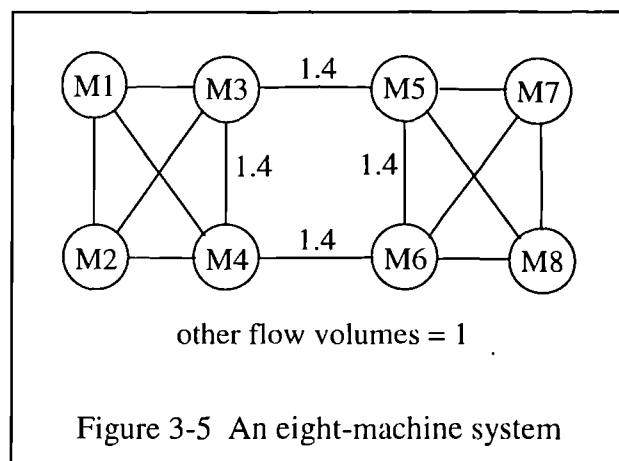 M1 M3 1.4 M5 M7
1.4 1.4
M2 M4 1.4 M6 M8
other flow volumes = 1
Figure 3-5 An eight-machine system